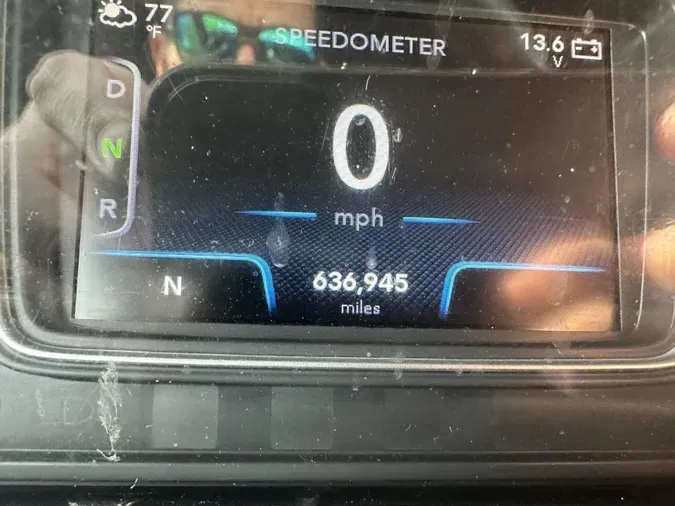 77
°F
SPEEDOMETER
13.6
V
D
N
R
0
mph
N
636,945
miles